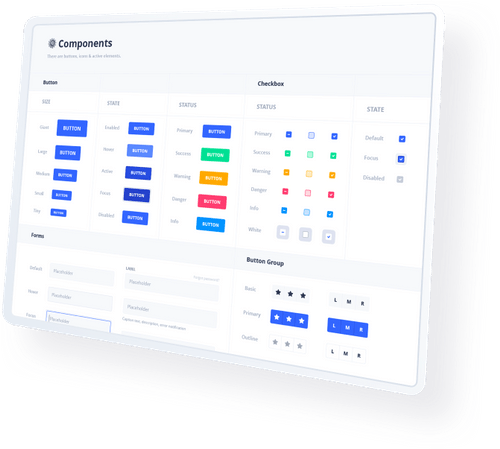 Components
There are buttons, icons & active elements.
Button
Checkbox
SIZE
STATE
STATUS
STATUS
STATE
Giant
BUTTON
Enabled
BUTTON
Primary
BUTTON
Primary
Default
Large
BUTTON
Hover
BUTTON
Success
BUTTON
Success
Focus
Medium
BUTTON
Active
BUTTON
Warning
BUTTON
Warning
Disabled
Small
BUTTON
Focus
BUTTON
Danger
BUTTON
Danger
Tiny
BUTTON
Disabled
BUTTON
Info
BUTTON
Info
White
Forms
Button Group
Default
Placeholder
LABEL
Placeholder
Basic
L M R
Hover
Placeholder
Placeholder
Primary
L M R
Focus
Placeholder
Outline
L M R